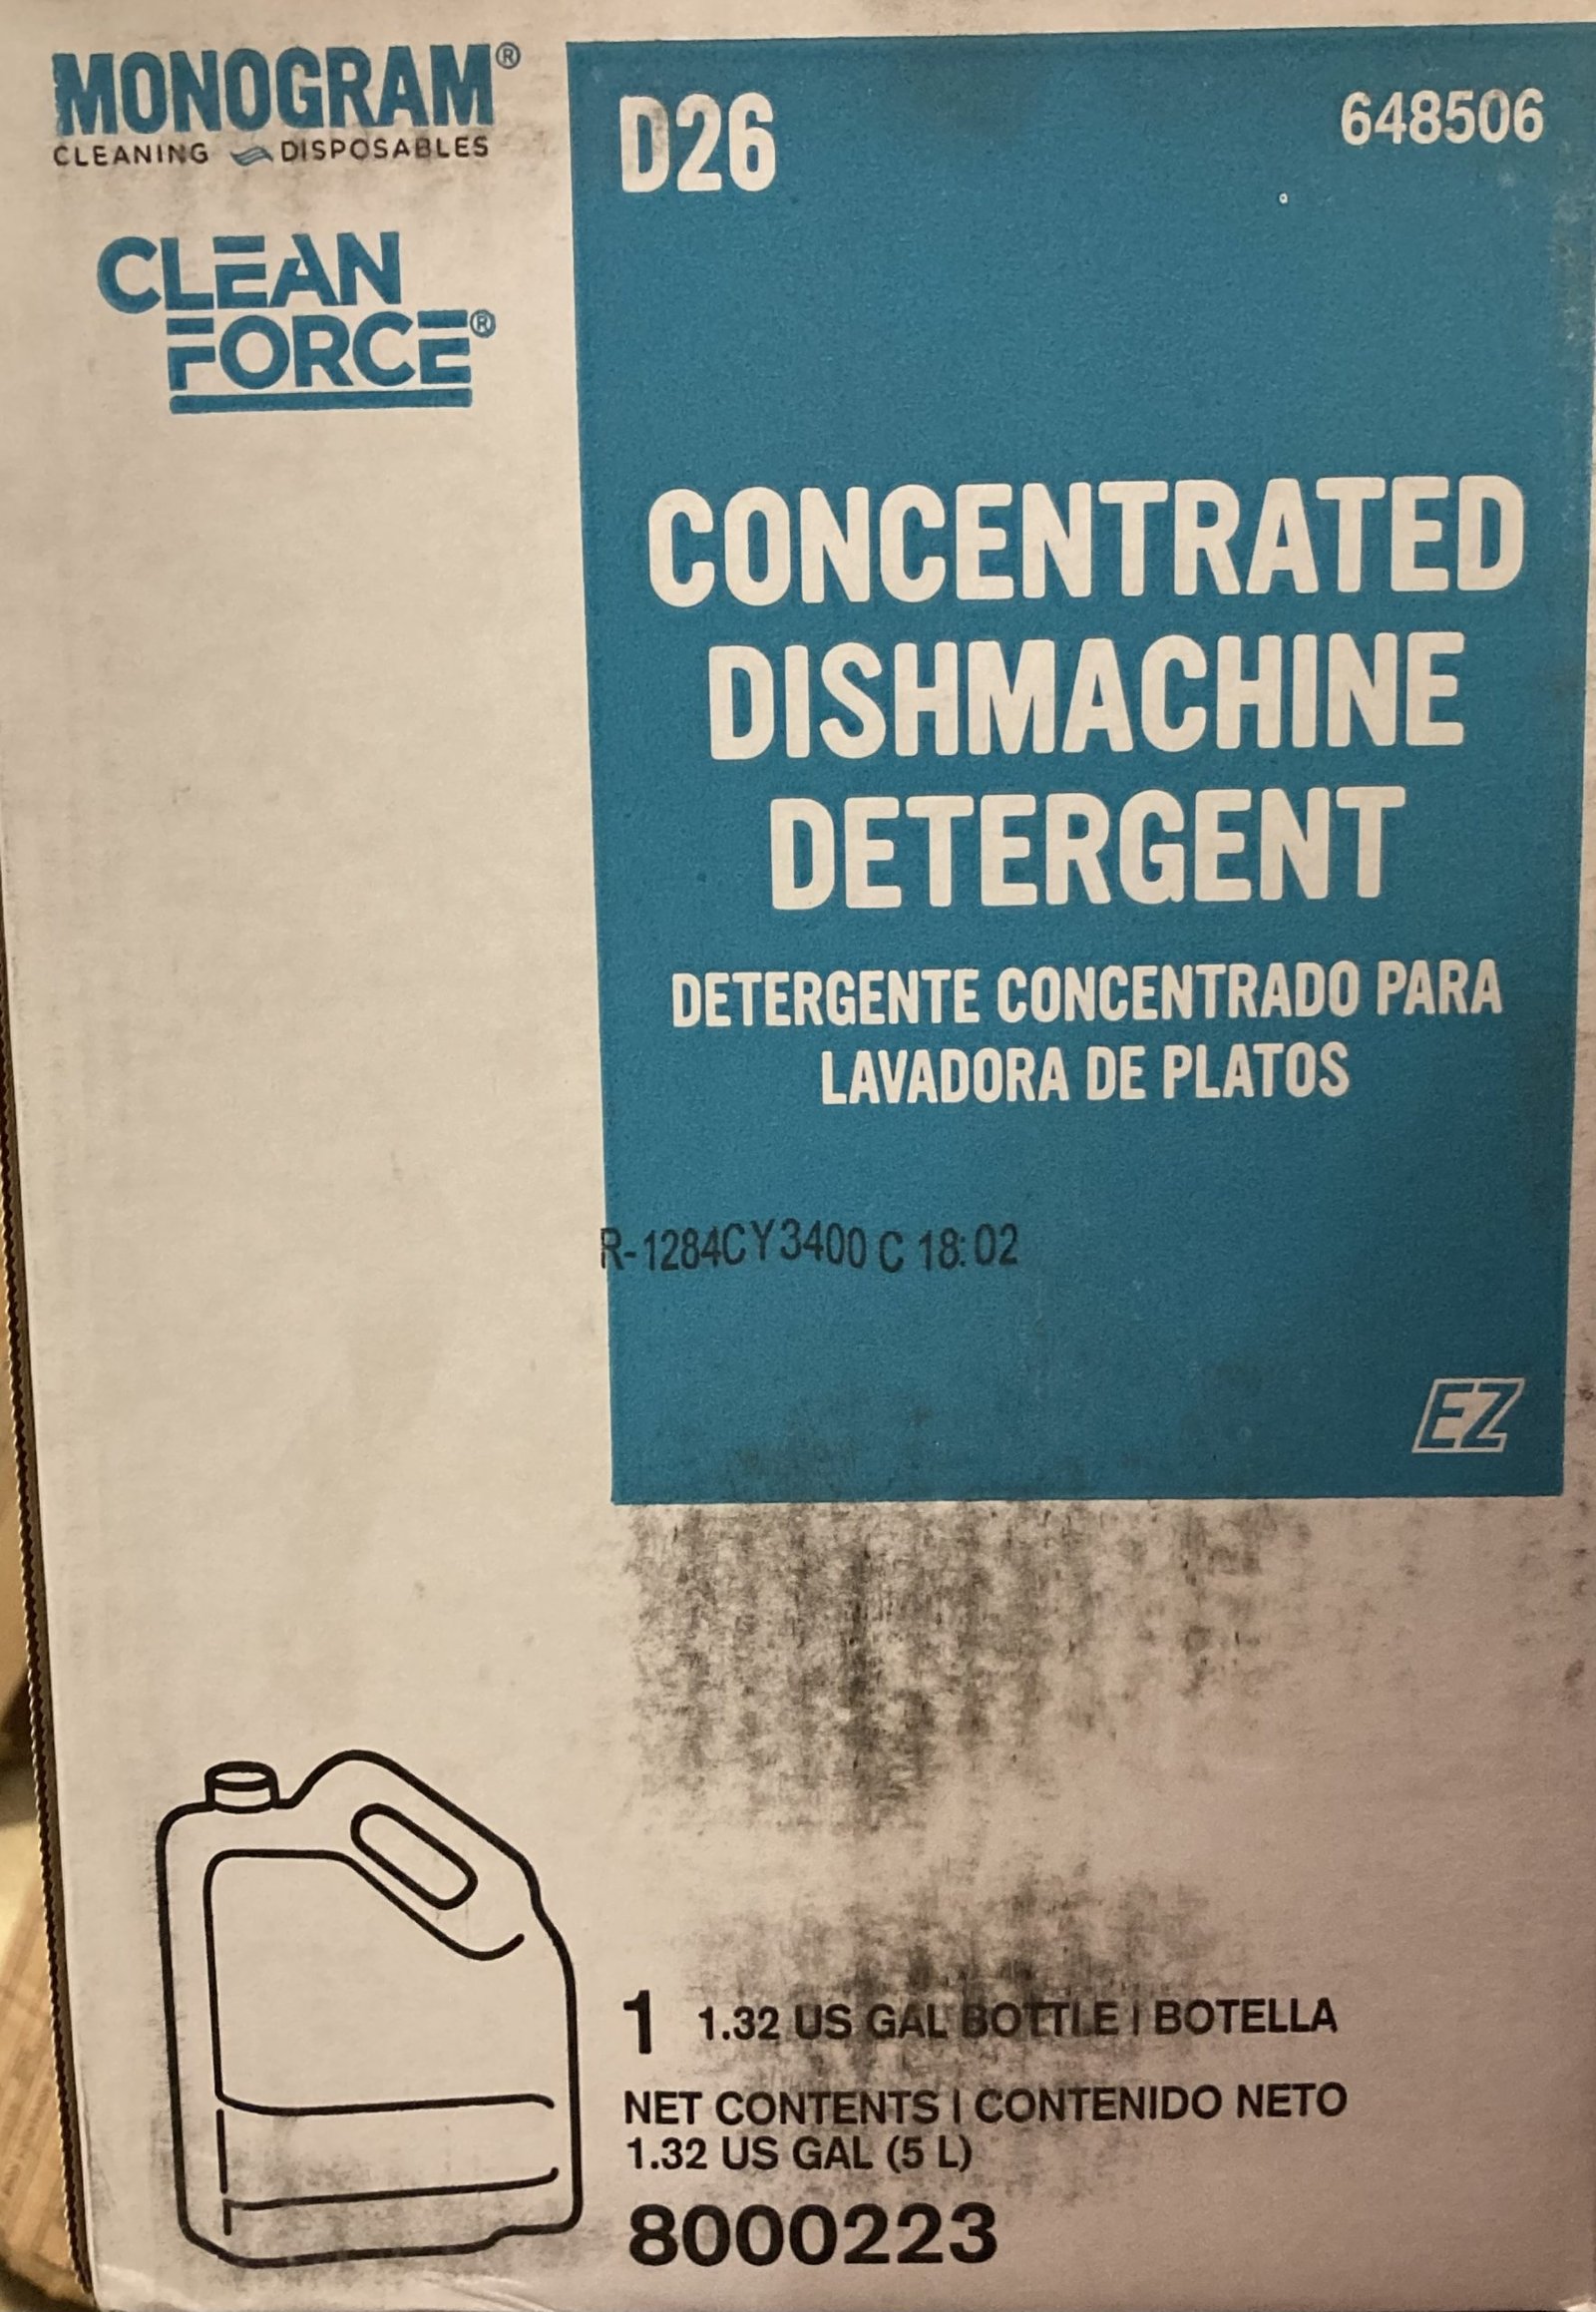 MONOGRAM®
CLEANING DISPOSABLES
CLEAN
FORCE®
D26
648506
CONCENTRATED
DISHMACHINE
DETERGENT
DETERGENTE CONCENTRADO PARA
LAVADORA DE PLATOS
R-1284CY3400 C 18:02
EZ
1 1.32 US GAL BOTTLE | BOTELLA
NET CONTENTS | CONTENIDO NETO
1.32 US GAL (5 L)
8000223